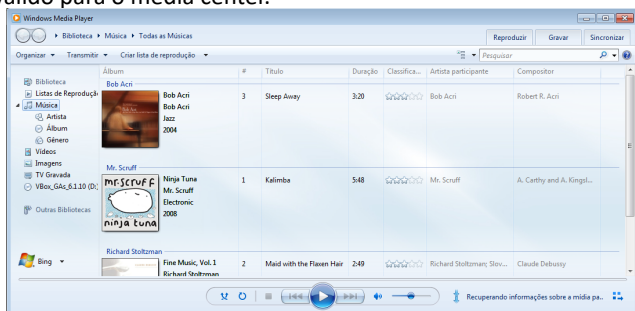 válido para o media center.
Windows Media Player
Biblioteca ▸ Música ▸ Todas as Músicas
Reproduzir Gravar Sincronizar
Organizar Transmitir Criar lista de reprodução Pesquisar
Álbum # Título Duração Classifica... Artista participante Compositor
Biblioteca
Listas de Reproduçã
Música
Artista
Álbum
Gênero
Vídeos
Imagens
TV Gravada
VBox_GAs_6.1.10 (D:)
Outras Bibliotecas
Bing
Bob Acri
Bob Acri 3 Sleep Away 3:20 Bob Acri Robert R. Acri
Bob Acri
Jazz
2004
Mr. Scruff
mr.scruff
ninja tuna
Ninja Tuna 1 Kalimba 5:48 Mr. Scruff A. Carthy and A. Kingsl...
Mr. Scruff
Electronic
2008
Richard Stoltzman
Fine Music, Vol. 1 2 Maid with the Flaxen Hair 2:49 Richard Stoltzman; Slov... Claude Debussy
Richard Stoltzman
Recuperando informações sobre a mídia pa...